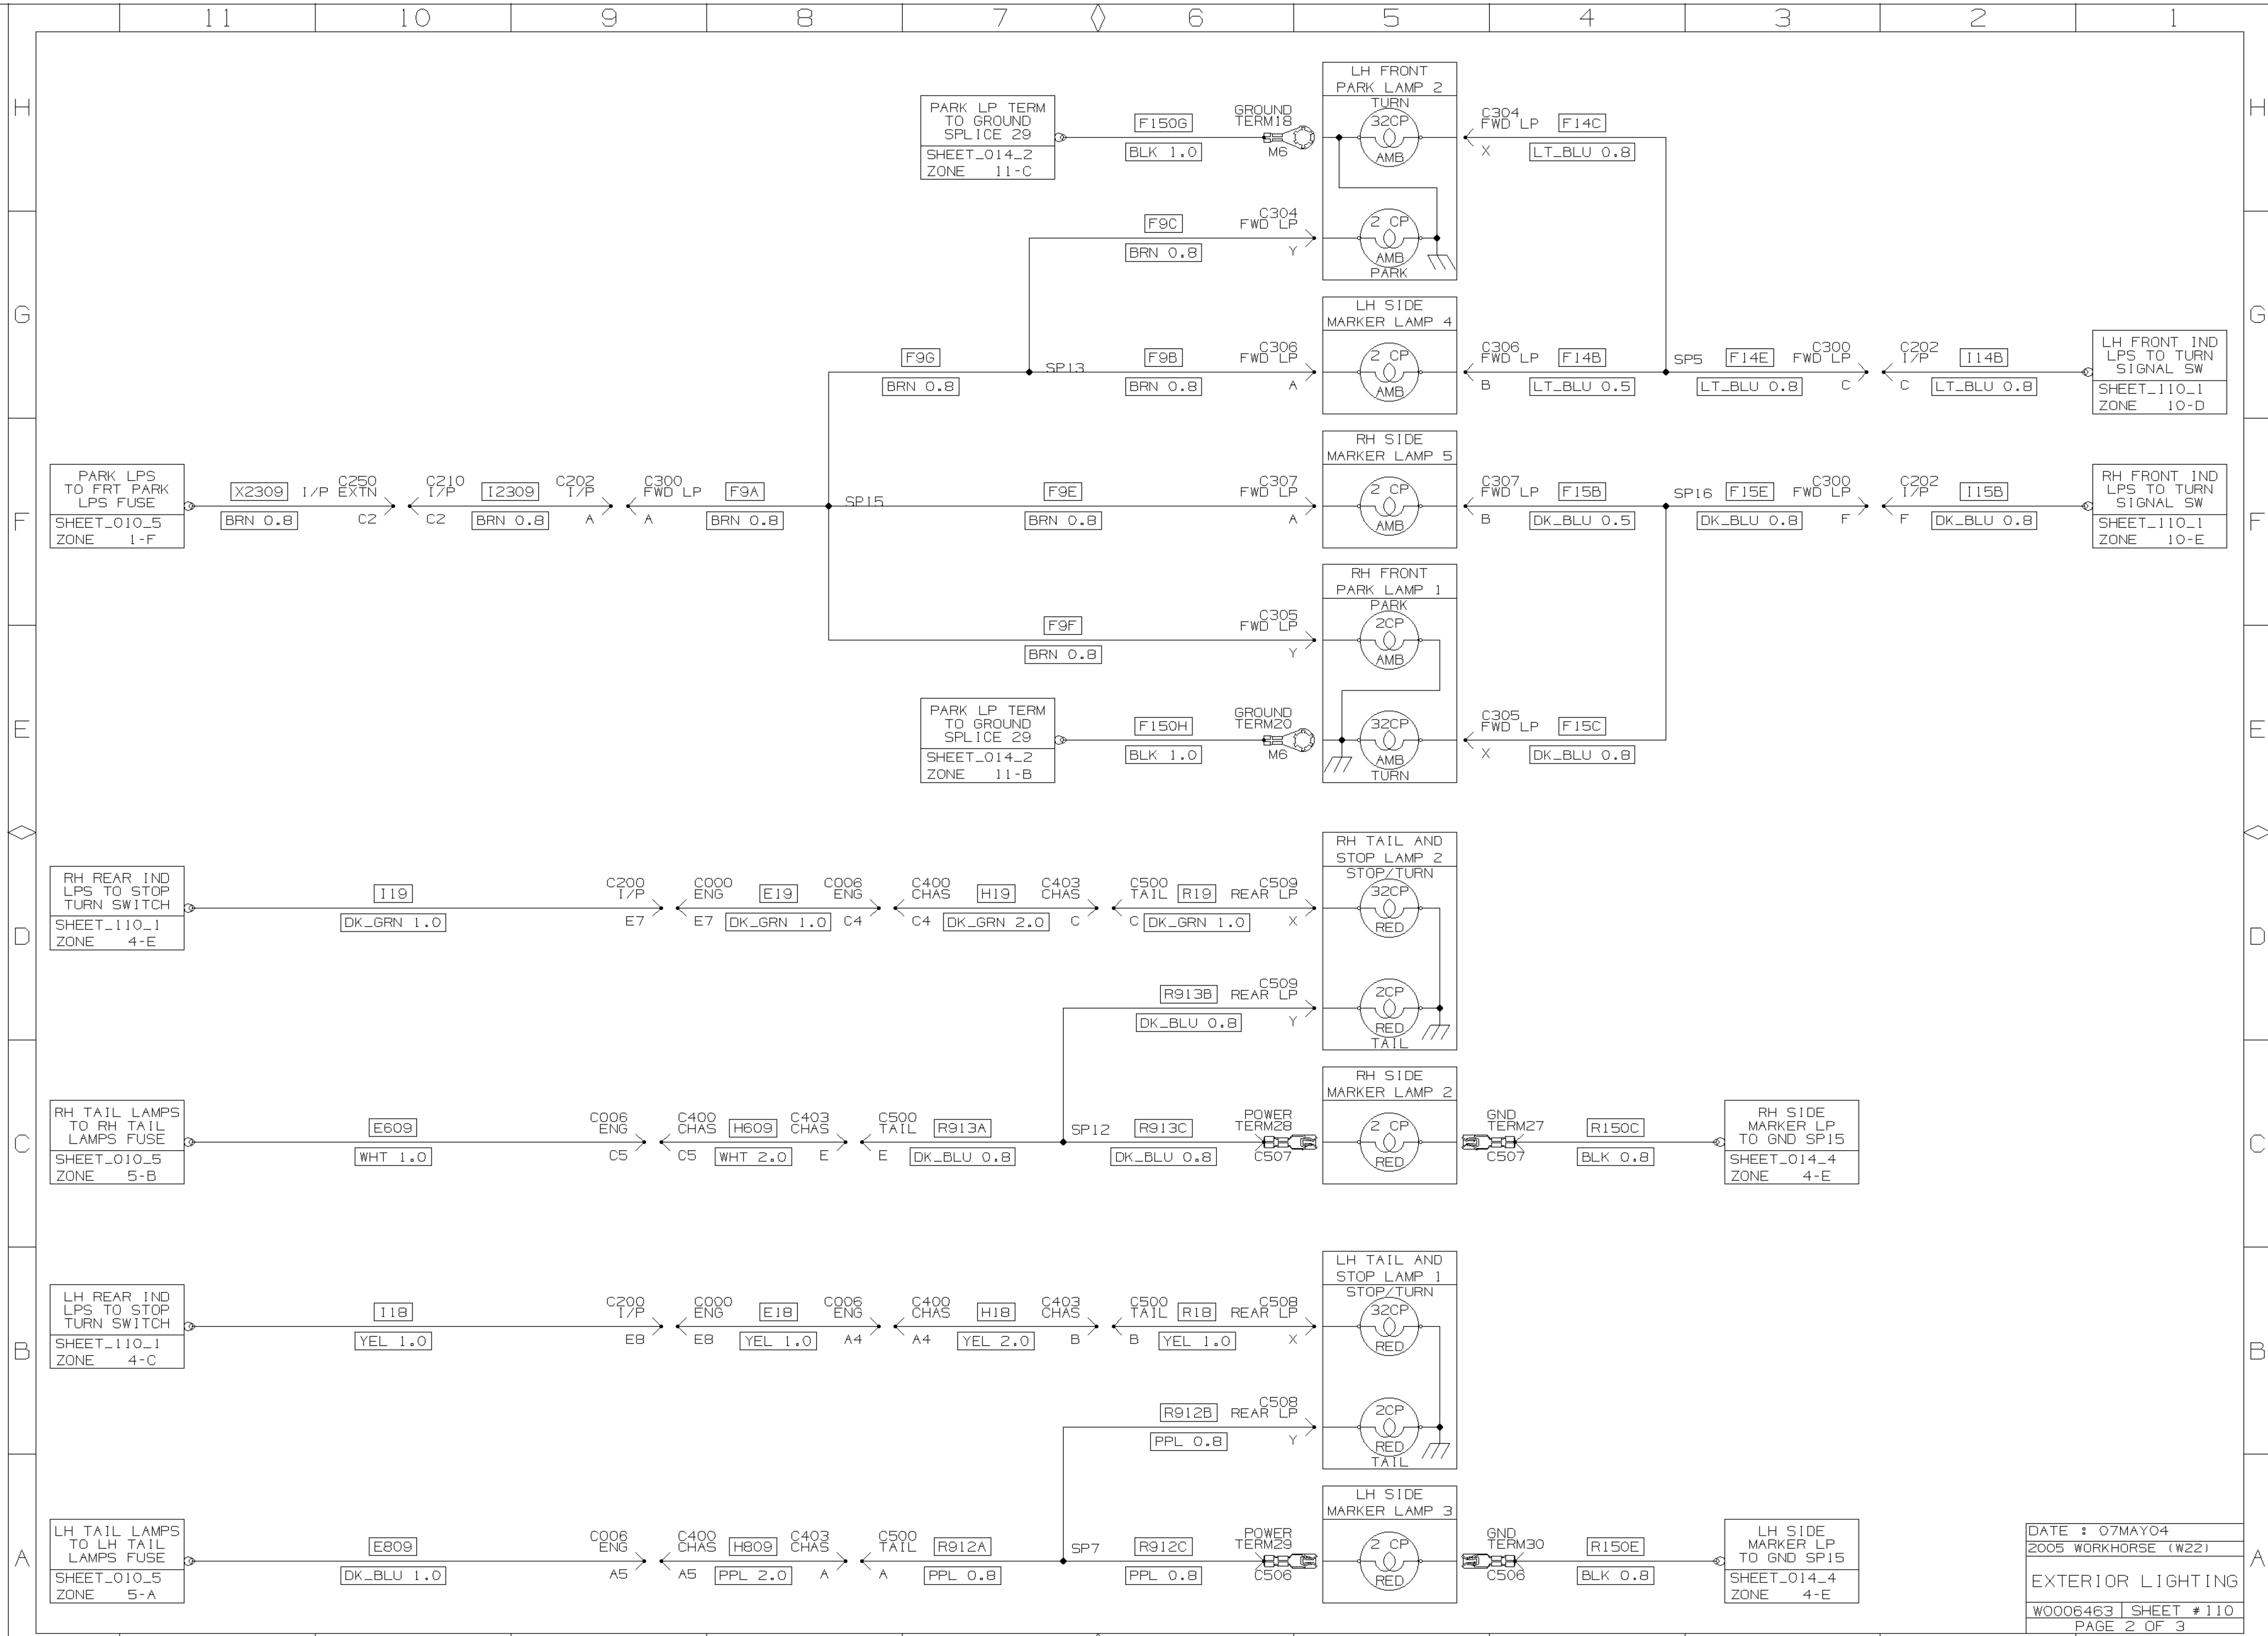 11 10 9 8 7 6 5 4 3 2 1
H
H
LH FRONT
PARK LAMP 2
TURN
32CP
AMB
2 CP
AMB
PARK
PARK LP TERM
TO GROUND
SPLICE 29
SHEET_014_2
ZONE 11-C
F150G
BLK 1.0
GROUND
TERM18
M6
C304
FWD LP
X
F14C
LT_BLU 0.8
F9C
BRN 0.8
C304
FWD LP
Y
G
G
LH SIDE
MARKER LAMP 4
2 CP
AMB
F9G
BRN 0.8
SP13
F9B
BRN 0.8
C306
FWD LP
A
C306
FWD LP
B
F14B
LT_BLU 0.5
SP5
F14E
LT_BLU 0.8
C300
FWD LP
C
C202
I/P
C
I14B
LT_BLU 0.8
LH FRONT IND
LPS TO TURN
SIGNAL SW
SHEET_110_1
ZONE 10-D
F
F
PARK LPS
TO FRT PARK
LPS FUSE
SHEET_010_5
ZONE 1-F
X2309
BRN 0.8
C250
I/P EXTN
C2
C210
I/P
C2
I2309
BRN 0.8
C202
I/P
A
C300
FWD LP
A
F9A
BRN 0.8
SP15
F9E
BRN 0.8
C307
FWD LP
A
RH SIDE
MARKER LAMP 5
2 CP
AMB
C307
FWD LP
B
F15B
DK_BLU 0.5
SP16
F15E
DK_BLU 0.8
C300
FWD LP
F
C202
I/P
F
I15B
DK_BLU 0.8
RH FRONT IND
LPS TO TURN
SIGNAL SW
SHEET_110_1
ZONE 10-E
RH FRONT
PARK LAMP 1
PARK
2CP
AMB
32CP
AMB
TURN
F9F
BRN 0.8
C305
FWD LP
Y
E
E
PARK LP TERM
TO GROUND
SPLICE 29
SHEET_014_2
ZONE 11-B
F150H
BLK 1.0
GROUND
TERM20
M6
C305
FWD LP
X
F15C
DK_BLU 0.8
D
D
RH REAR IND
LPS TO STOP
TURN SWITCH
SHEET_110_1
ZONE 4-E
I19
DK_GRN 1.0
C200
I/P
E7
C000
ENG
E7
E19
DK_GRN 1.0
C006
ENG
C4
C400
CHAS
C4
H19
DK_GRN 2.0
C403
CHAS
C
C500
TAIL
C
R19
DK_GRN 1.0
C509
REAR LP
X
RH TAIL AND
STOP LAMP 2
STOP/TURN
32CP
RED
2CP
RED
TAIL
R913B
DK_BLU 0.8
C509
REAR LP
Y
C
C
RH TAIL LAMPS
TO RH TAIL
LAMPS FUSE
SHEET_010_5
ZONE 5-B
E609
WHT 1.0
C006
ENG
C5
C400
CHAS
C5
H609
WHT 2.0
C403
CHAS
E
C500
TAIL
E
R913A
DK_BLU 0.8
SP12
R913C
DK_BLU 0.8
POWER
TERM28
C507
RH SIDE
MARKER LAMP 2
2 CP
RED
GND
TERM27
C507
R150C
BLK 0.8
RH SIDE
MARKER LP
TO GND SP15
SHEET_014_4
ZONE 4-E
B
B
LH REAR IND
LPS TO STOP
TURN SWITCH
SHEET_110_1
ZONE 4-C
I18
YEL 1.0
C200
I/P
E8
C000
ENG
E8
E18
YEL 1.0
C006
ENG
A4
C400
CHAS
A4
H18
YEL 2.0
C403
CHAS
B
C500
TAIL
B
R18
YEL 1.0
C508
REAR LP
X
LH TAIL AND
STOP LAMP 1
STOP/TURN
32CP
RED
2CP
RED
TAIL
R912B
PPL 0.8
C508
REAR LP
Y
A
A
LH TAIL LAMPS
TO LH TAIL
LAMPS FUSE
SHEET_010_5
ZONE 5-A
E809
DK_BLU 1.0
C006
ENG
A5
C400
CHAS
A5
H809
PPL 2.0
C403
CHAS
A
C500
TAIL
A
R912A
PPL 0.8
SP7
R912C
PPL 0.8
POWER
TERM29
C506
LH SIDE
MARKER LAMP 3
2 CP
RED
GND
TERM30
C506
R150E
BLK 0.8
LH SIDE
MARKER LP
TO GND SP15
SHEET_014_4
ZONE 4-E
DATE : 07MAY04
2005 WORKHORSE (W22)
EXTERIOR LIGHTING
W0006463 SHEET #110
PAGE 2 OF 3